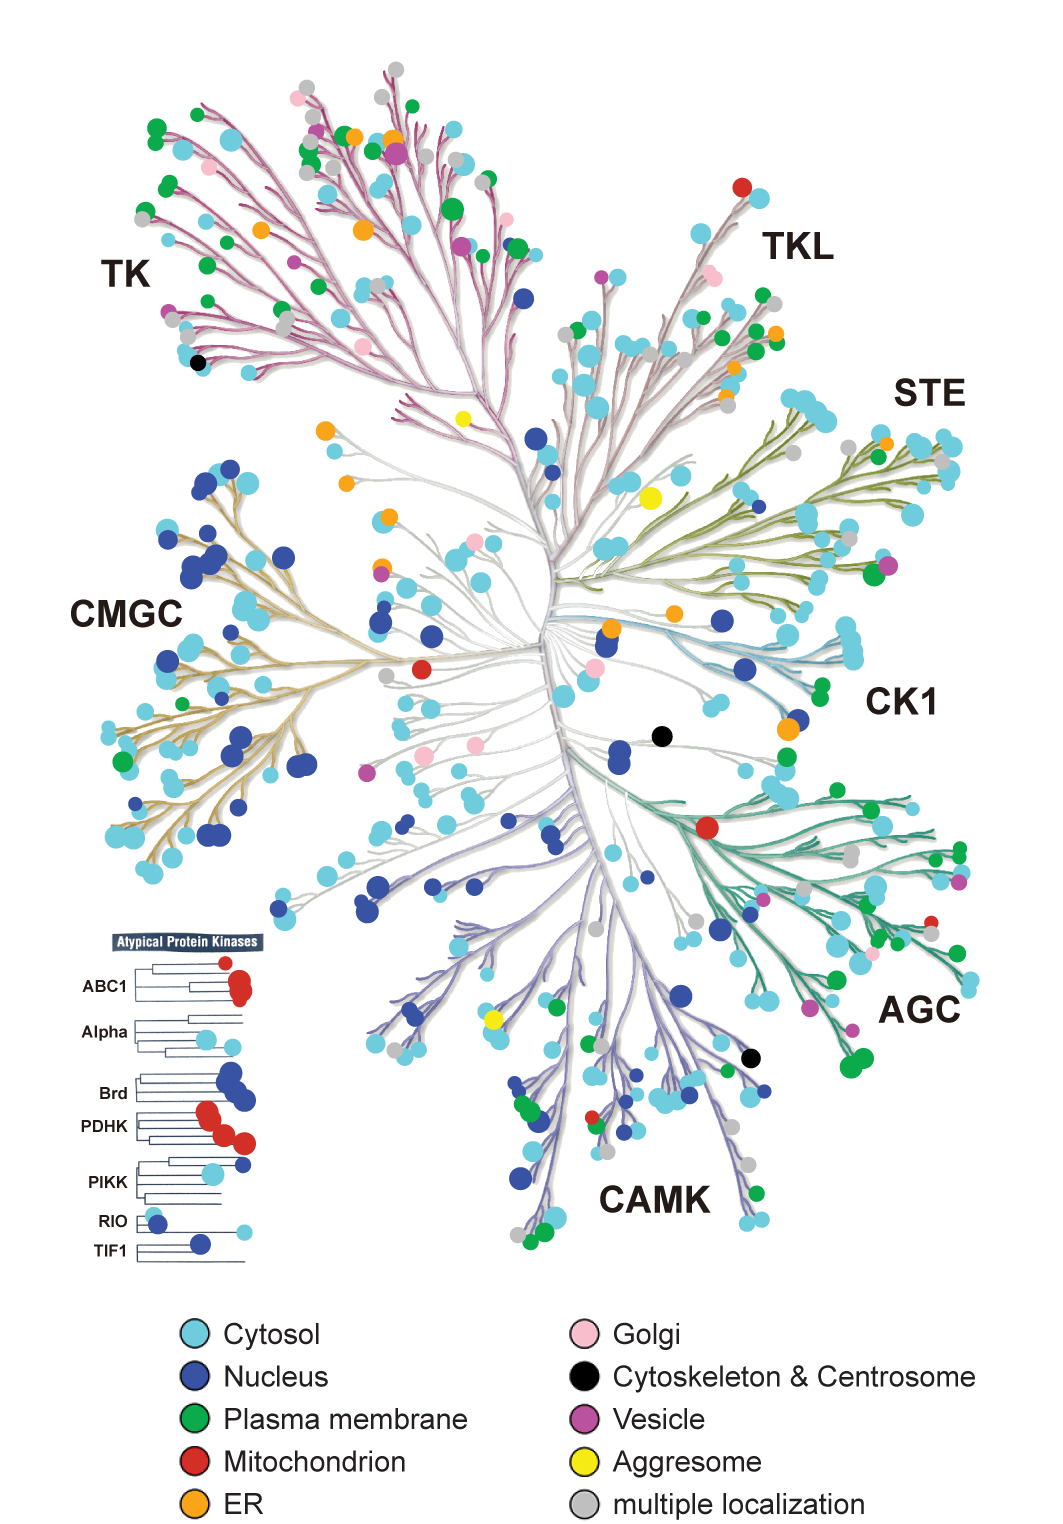 TK
TKL
STE
CMGC
CK1
AGC
CAMK
Atypical Protein Kinases
ABC1
Alpha
Brd
PDHK
PIKK
RIO
TIF1
Cytosol
Nucleus
Plasma membrane
Mitochondrion
ER
Golgi
Cytoskeleton & Centrosome
Vesicle
Aggresome
multiple localization